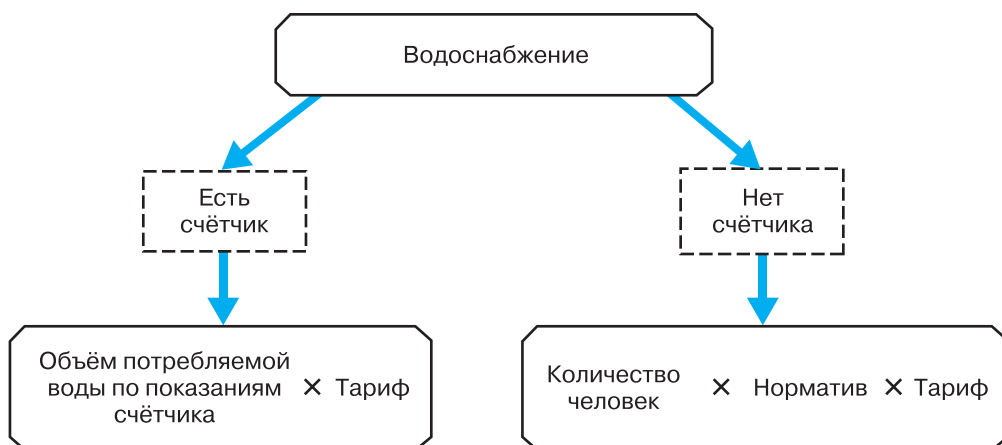 Водоснабжение
Есть
счётчик
Нет
счётчика
Объём потребляемой
воды по показаниям
счётчика
× Тариф
Количество
человек
× Норматив × Тариф